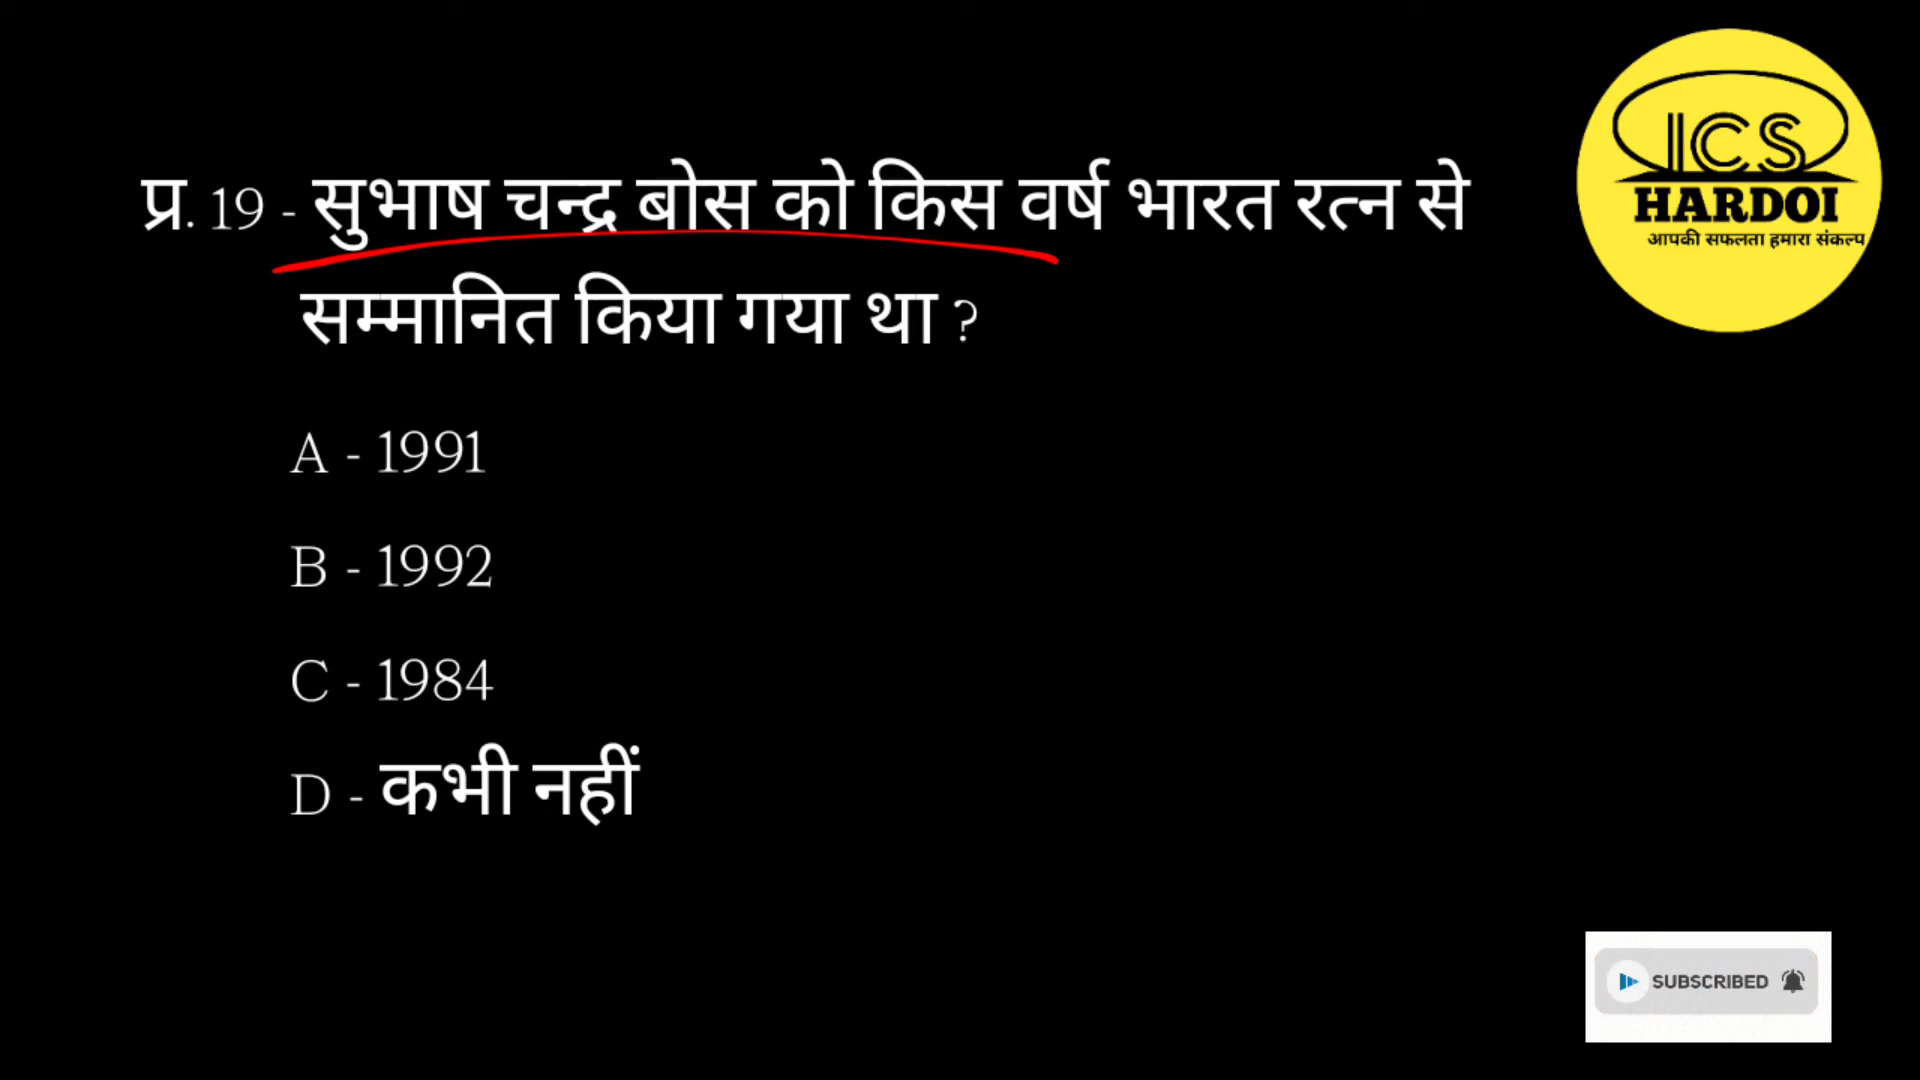 प्र. 19 - सुभाष चन्द्र बोस को किस वर्ष भारत रत्न से
सम्मानित किया गया था ?
A - 1991
B - 1992
C - 1984
D - कभी नहीं
ICS
HARDOI
आपकी सफलता हमारा संकल्प
SUBSCRIBED